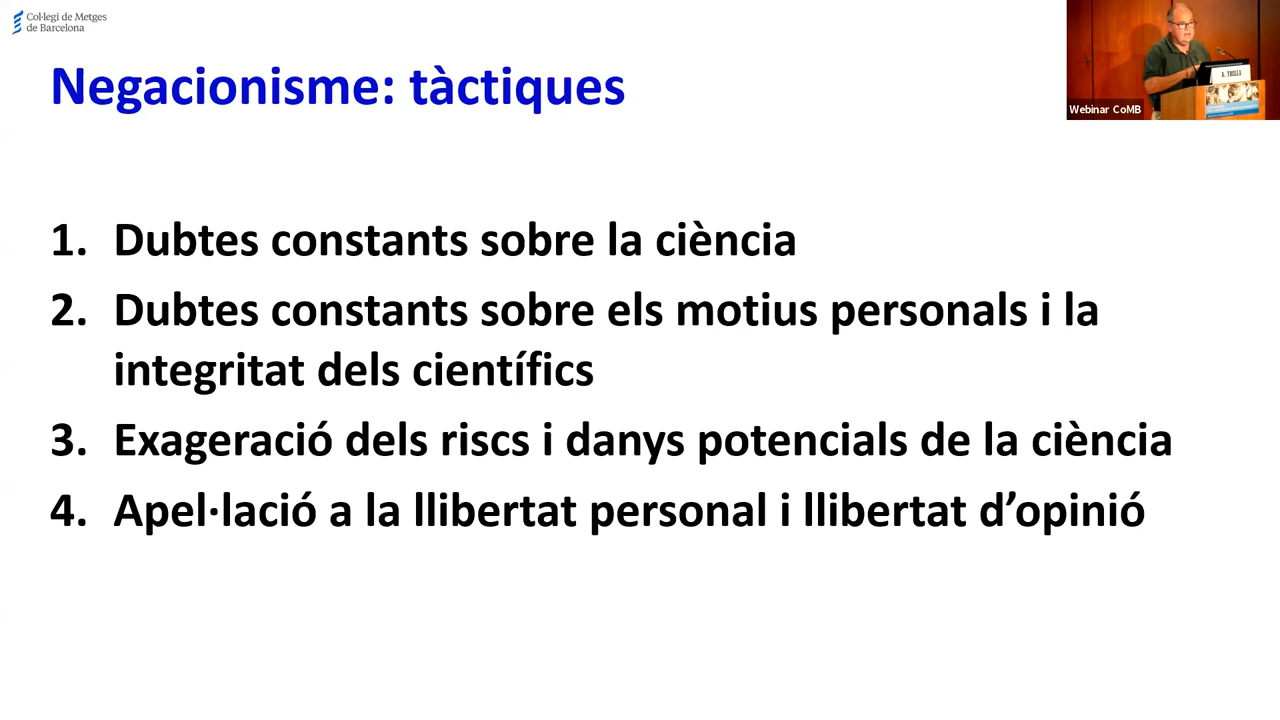 Col·legi de Metges
de Barcelona
Negacionisme: tàctiques
A. TRILLA
Webinar CoMB
1. Dubtes constants sobre la ciència
2. Dubtes constants sobre els motius personals i la
integritat dels científics
3. Exageració dels riscs i danys potencials de la ciència
4. Apel·lació a la llibertat personal i llibertat d’opinió